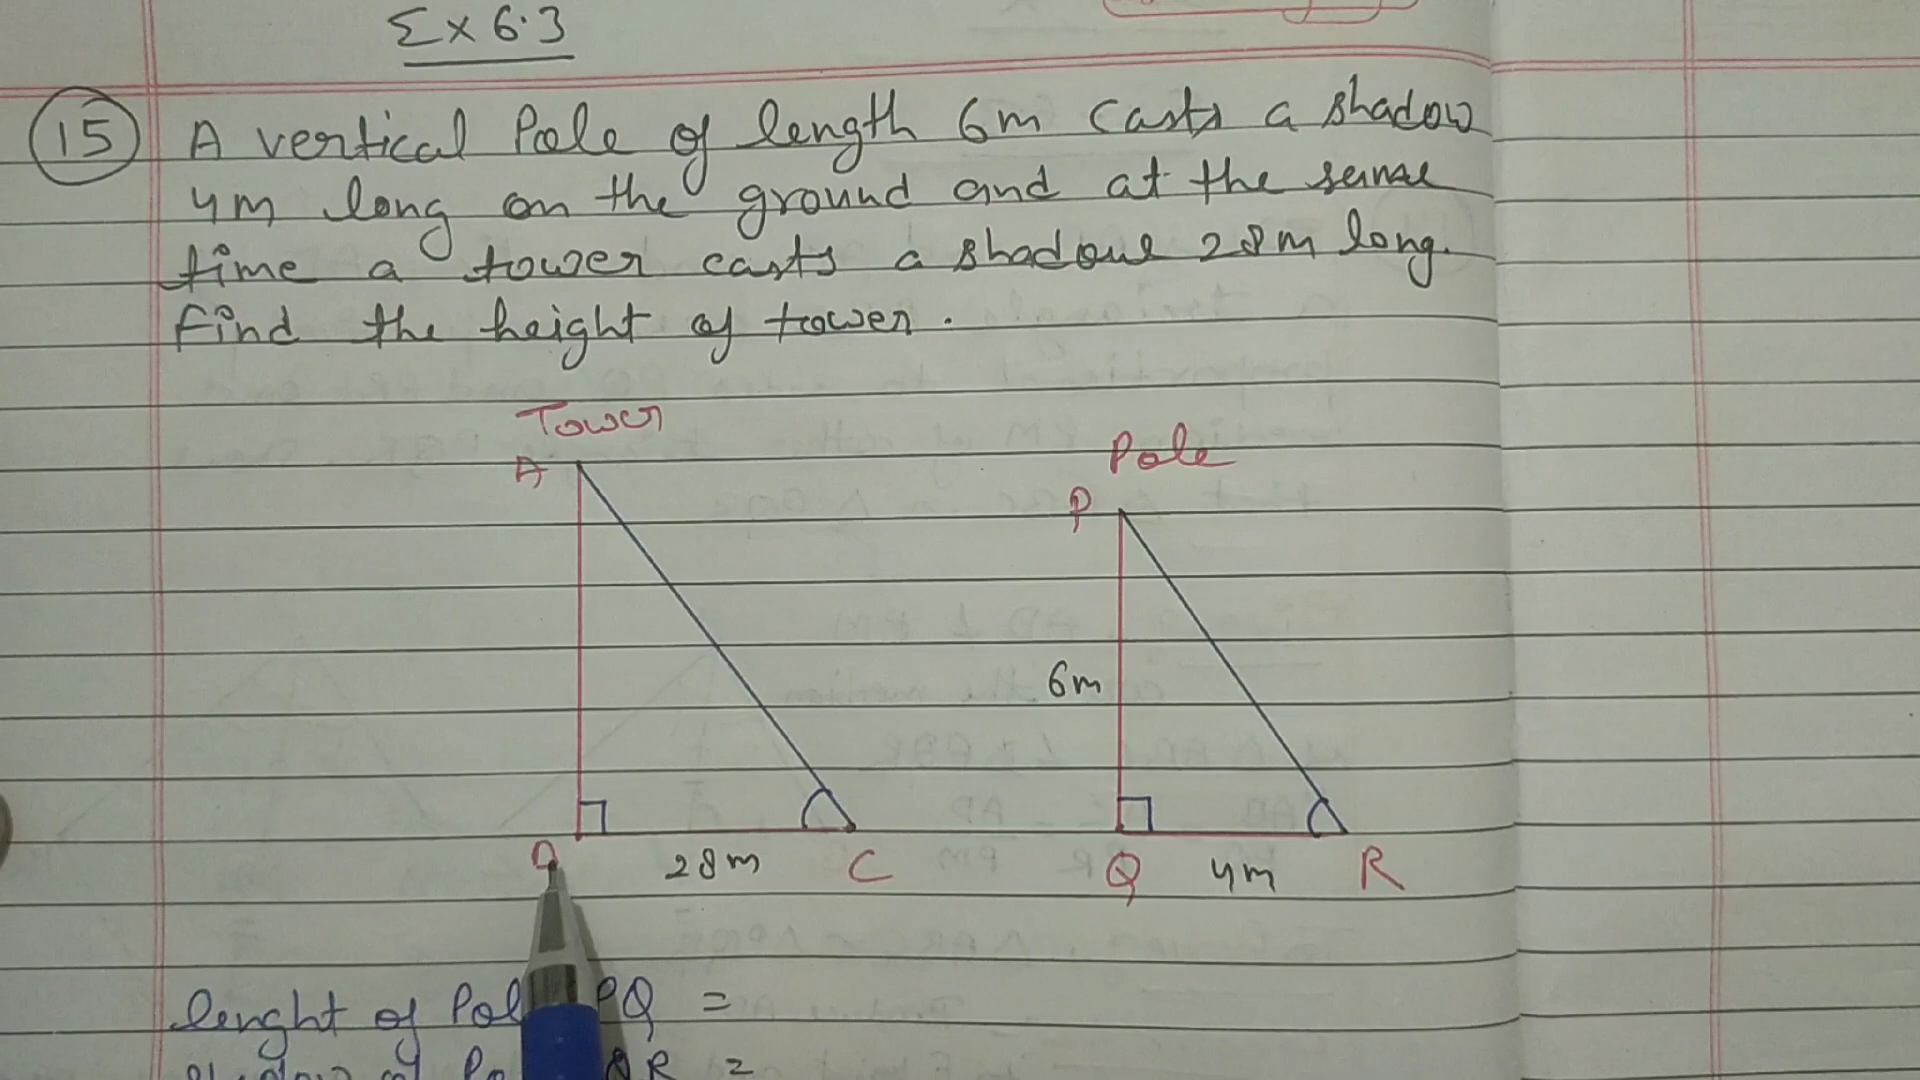 Ex 6.3
15 A vertical Pole of length 6m casts a shadow
4m long on the ground and at the same
time a tower casts a shadow 28m long.
find the height of tower.
Tower
Pole
A
P
6m
28m C Q 4m R
lenght of PQ =
QR =